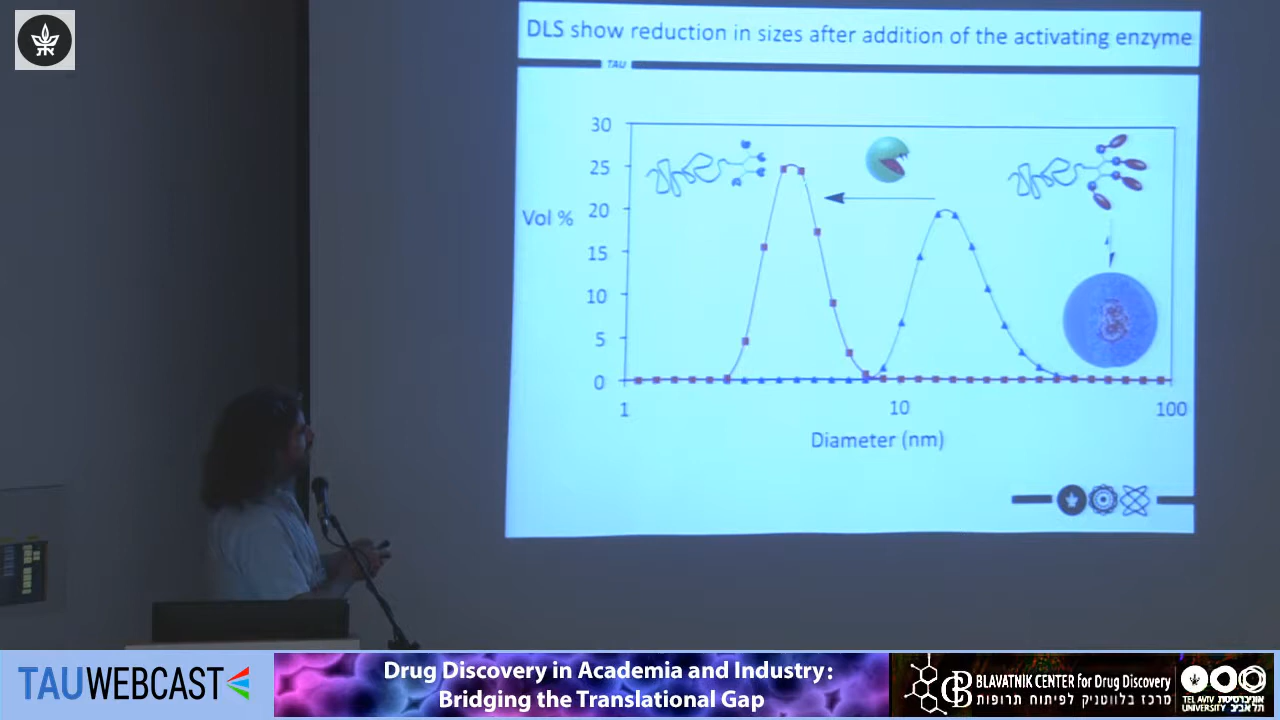 DLS show reduction in sizes after addition of the activating enzyme
TAU
30
25
Vol % 20
15
10
5
0
1 10 100
Diameter (nm)
TAUWEBCAST
Drug Discovery in Academia and Industry:
Bridging the Translational Gap
BLAVATNIK CENTER for Drug Discovery
מרכז בלווטניק לפיתוח תרופות
TEL AVIV אוניברסיטת
UNIVERSITY תל אביב